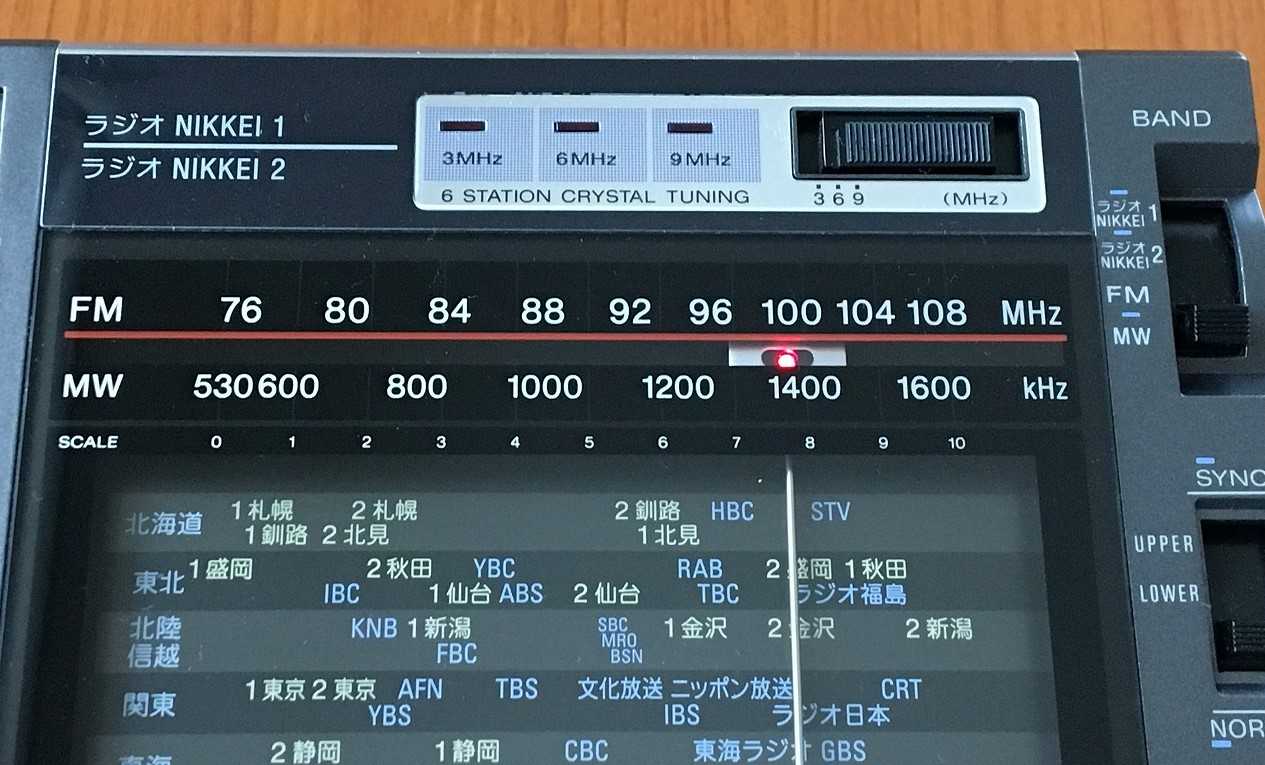 ラジオ NIKKEI 1
ラジオ NIKKEI 2
3MHz 6MHz 9MHz
6 STATION CRYSTAL TUNING
3 6 9 (MHz)
BAND
ラジオ NIKKEI 1
ラジオ NIKKEI 2
FM
MW
FM 76 80 84 88 92 96 100 104 108 MHz
MW 530 600 800 1000 1200 1400 1600 kHz
SCALE 0 1 2 3 4 5 6 7 8 9 10
SYNC
UPPER
LOWER
NOR
北海道 1 札幌 2 札幌 2 釧路 HBC STV
1 釧路 2 北見 1 北見
東北 1 盛岡 2 秋田 YBC RAB 2 盛岡 1 秋田
IBC 1 仙台 ABS 2 仙台 TBC ラジオ福島
北陸 KNB 1 新潟 SBC 1 金沢 2 金沢 2 新潟
MRO
信越 FBC BSN
関東 1 東京 2 東京 AFN TBS 文化放送 ニッポン放送 CRT
YBS IBS ラジオ日本
東海 2 静岡 1 静岡 CBC 東海ラジオ GBS